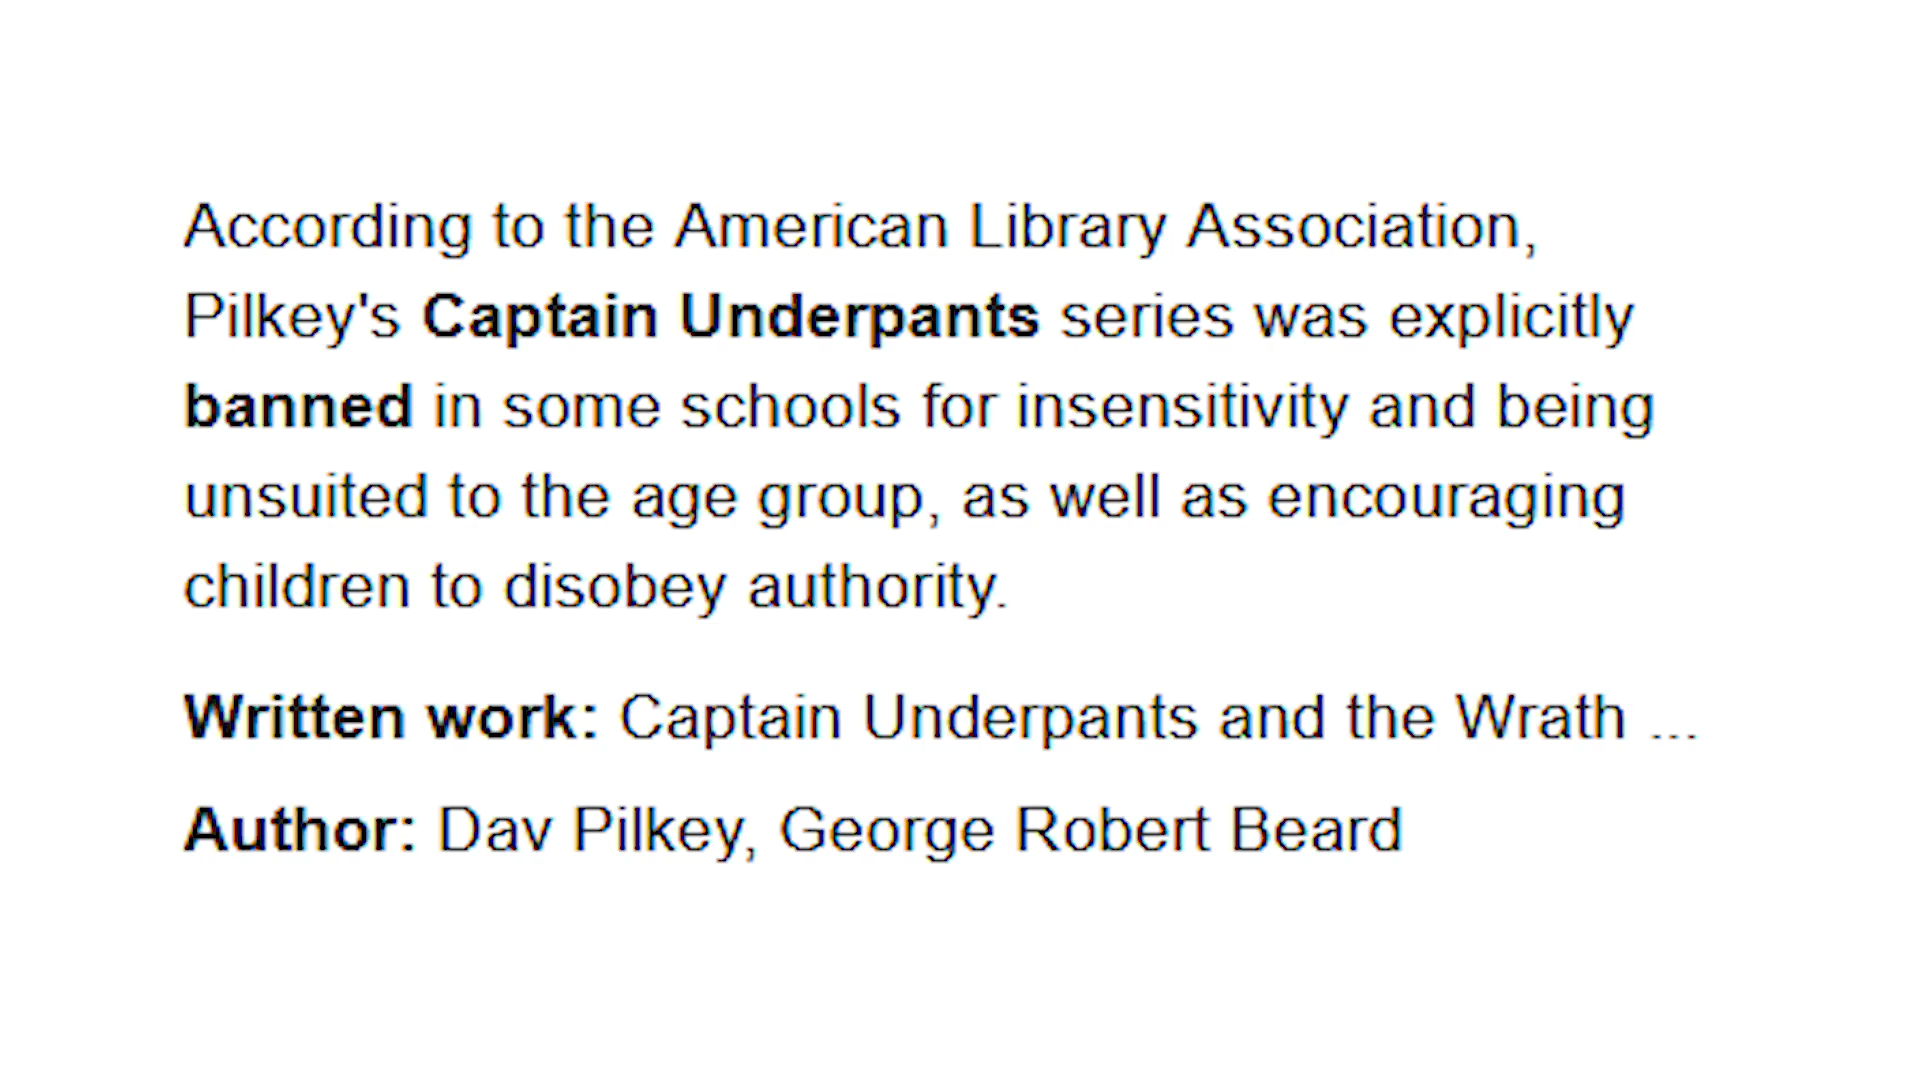 According to the American Library Association,
Pilkey's Captain Underpants series was explicitly
banned in some schools for insensitivity and being
unsuited to the age group, as well as encouraging
children to disobey authority.
Written work: Captain Underpants and the Wrath ...
Author: Dav Pilkey, George Robert Beard